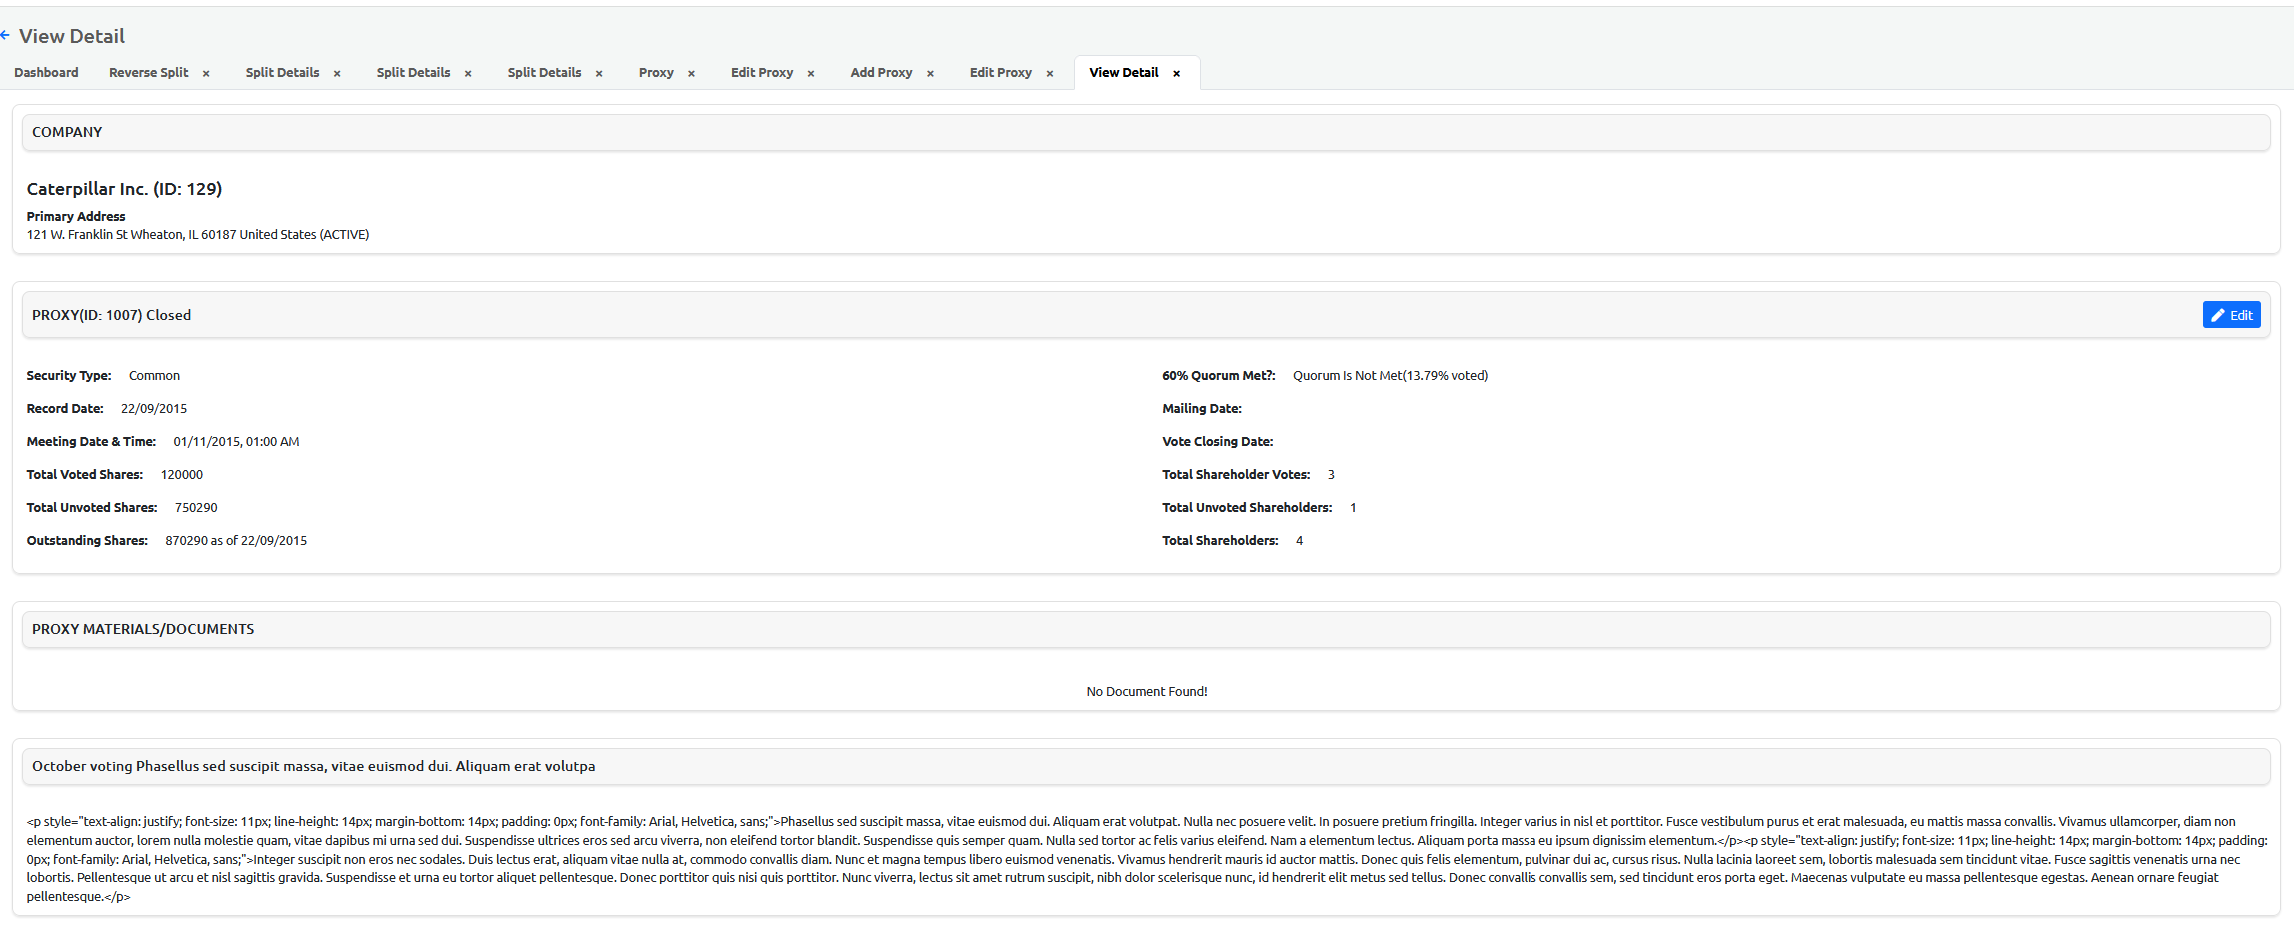 View Detail
Dashboard Reverse Split × Split Details × Split Details × Split Details × Proxy × Edit Proxy × Add Proxy × Edit Proxy × View Detail ×
COMPANY
Caterpillar Inc. (ID: 129)
Primary Address
121 W. Franklin St Wheaton, IL 60187 United States (ACTIVE)
PROXY(ID: 1007) Closed
Edit
Security Type: Common
60% Quorum Met?: Quorum Is Not Met(13.79% voted)
Record Date: 22/09/2015
Mailing Date:
Meeting Date & Time: 01/11/2015, 01:00 AM
Vote Closing Date:
Total Voted Shares: 120000
Total Shareholder Votes: 3
Total Unvoted Shares: 750290
Total Unvoted Shareholders: 1
Outstanding Shares: 870290 as of 22/09/2015
Total Shareholders: 4
PROXY MATERIALS/DOCUMENTS
No Document Found!
October voting Phasellus sed suscipit massa, vitae euismod dui. Aliquam erat volutpa
<p style="text-align: justify; font-size: 11px; line-height: 14px; margin-bottom: 14px; padding: 0px; font-family: Arial, Helvetica, sans;">Phasellus sed suscipit massa, vitae euismod dui. Aliquam erat volutpat. Nulla nec posuere velit. In posuere pretium fringilla. Integer varius in nisl et porttitor. Fusce vestibulum purus et erat malesuada, eu mattis massa convallis. Vivamus ullamcorper, diam non
elementum auctor, lorem nulla molestie quam, vitae dapibus mi urna sed dui. Suspendisse ultrices eros sed arcu viverra, non eleifend tortor blandit. Suspendisse quis semper quam. Nulla sed tortor ac felis varius eleifend. Nam a elementum lectus. Aliquam porta massa eu ipsum dignissim elementum.</p><p style="text-align: justify; font-size: 11px; line-height: 14px; margin-bottom: 14px; padding:
0px; font-family: Arial, Helvetica, sans;">Integer suscipit non eros nec sodales. Duis lectus erat, aliquam vitae nulla at, commodo convallis diam. Nunc et magna tempus libero euismod venenatis. Vivamus hendrerit mauris id auctor mattis. Donec quis felis elementum, pulvinar dui ac, cursus risus. Nulla lacinia laoreet sem, lobortis malesuada sem tincidunt vitae. Fusce sagittis venenatis urna nec
lobortis. Pellentesque ut arcu et nisl sagittis gravida. Suspendisse et urna eu tortor aliquet pellentesque. Donec porttitor quis nisi quis porttitor. Nunc viverra, lectus sit amet rutrum suscipit, nibh dolor scelerisque nunc, id hendrerit elit metus sed tellus. Donec convallis convallis sem, sed tincidunt eros porta eget. Maecenas vulputate eu massa pellentesque egestas. Aenean ornare feugiat
pellentesque.</p>